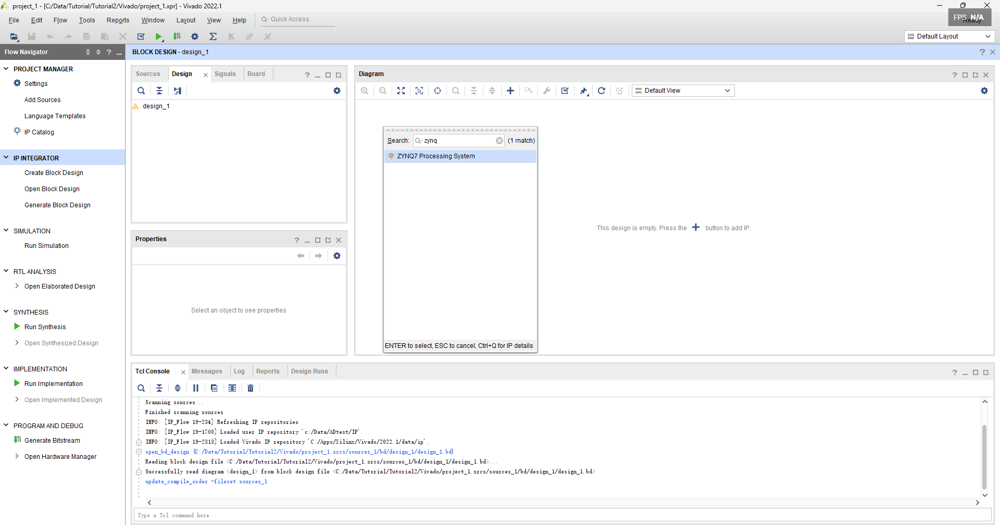 project_1 - [C:/Data/Tutorial/Tutorial2/Vivado/project_1.xpr] - Vivado 2022.1
File Edit Flow Tools Reports Window Layout View Help
Quick Access
FPS N/A
Ready
Default Layout
Flow Navigator
BLOCK DESIGN - design_1
PROJECT MANAGER
Settings
Add Sources
Language Templates
IP Catalog
IP INTEGRATOR
Create Block Design
Open Block Design
Generate Block Design
SIMULATION
Run Simulation
RTL ANALYSIS
Open Elaborated Design
SYNTHESIS
Run Synthesis
Open Synthesized Design
IMPLEMENTATION
Run Implementation
Open Implemented Design
PROGRAM AND DEBUG
Generate Bitstream
Open Hardware Manager
Sources Design Signals Board
design_1
Properties
Select an object to see properties
Diagram
Default View
Search: zynq (1 match)
ZYNQ7 Processing System
ENTER to select, ESC to cancel, Ctrl+Q for IP details
This design is empty. Press the + button to add IP.
Tcl Console Messages Log Reports Design Runs
Scanning sources...
Finished scanning sources
INFO: [IP_Flow 19-234] Refreshing IP repositories
INFO: [IP_Flow 19-1700] Loaded user IP repository 'c:/Data/ADtest/IP'.
INFO: [IP_Flow 19-2313] Loaded Vivado IP repository 'C:/Apps/Xilinx/Vivado/2022.1/data/ip'.
open_bd_design {C:/Data/Tutorial/Tutorial2/Vivado/project_1.srcs/sources_1/bd/design_1/design_1.bd}
Reading block design file <C:/Data/Tutorial/Tutorial2/Vivado/project_1.srcs/sources_1/bd/design_1/design_1.bd>...
Successfully read diagram <design_1> from block design file <C:/Data/Tutorial/Tutorial2/Vivado/project_1.srcs/sources_1/bd/design_1/design_1.bd>
update_compile_order -fileset sources_1
Type a Tcl command here